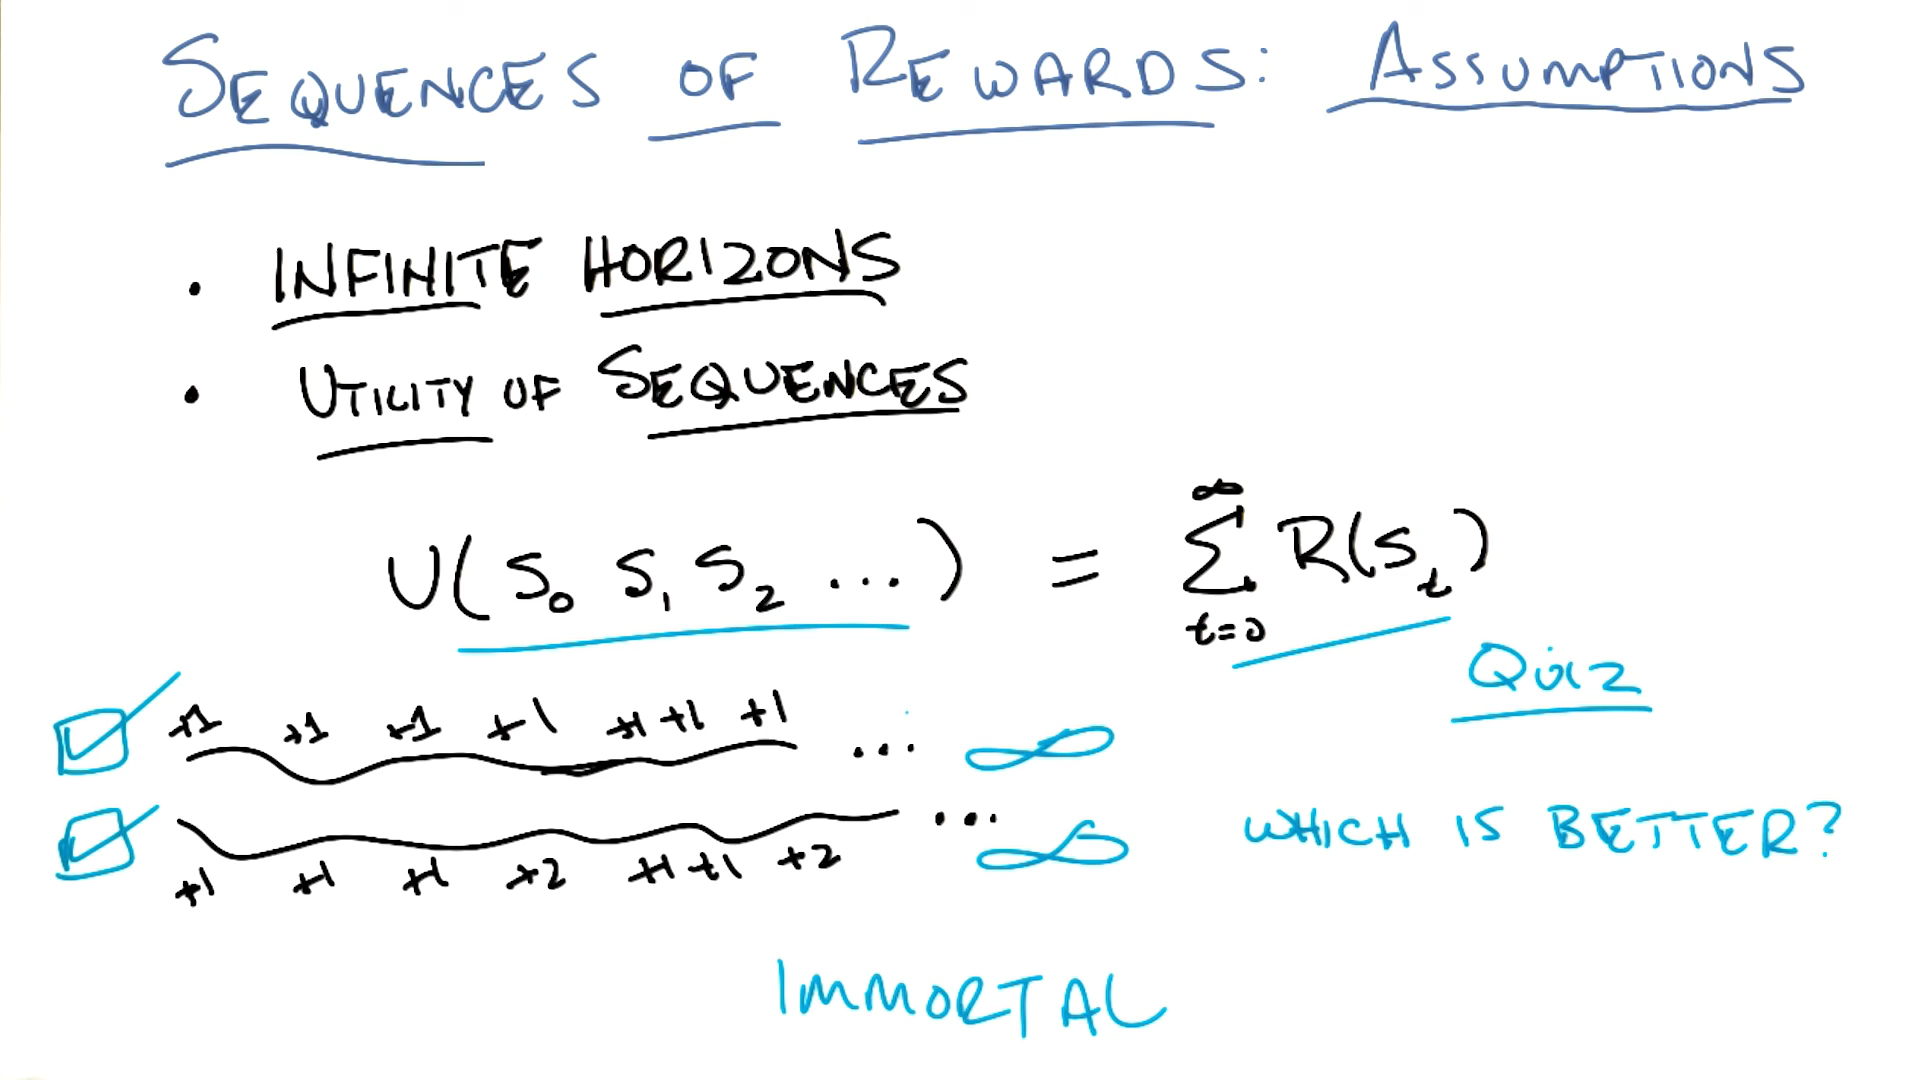 SEQUENCES OF REWARDS: ASSUMPTIONS
• INFINITE HORIZONS
• UTILITY OF SEQUENCES
U(S₀ S₁ S₂ ...) = ∑_{t=0}^{∞} R(S_t)
QUIZ
+1 +1 +1 +1 +1 +1 +1 ... ∞
... ∞
WHICH IS BETTER?
+1 +1 +1 +2 +1 +1 +2
IMMORTAL